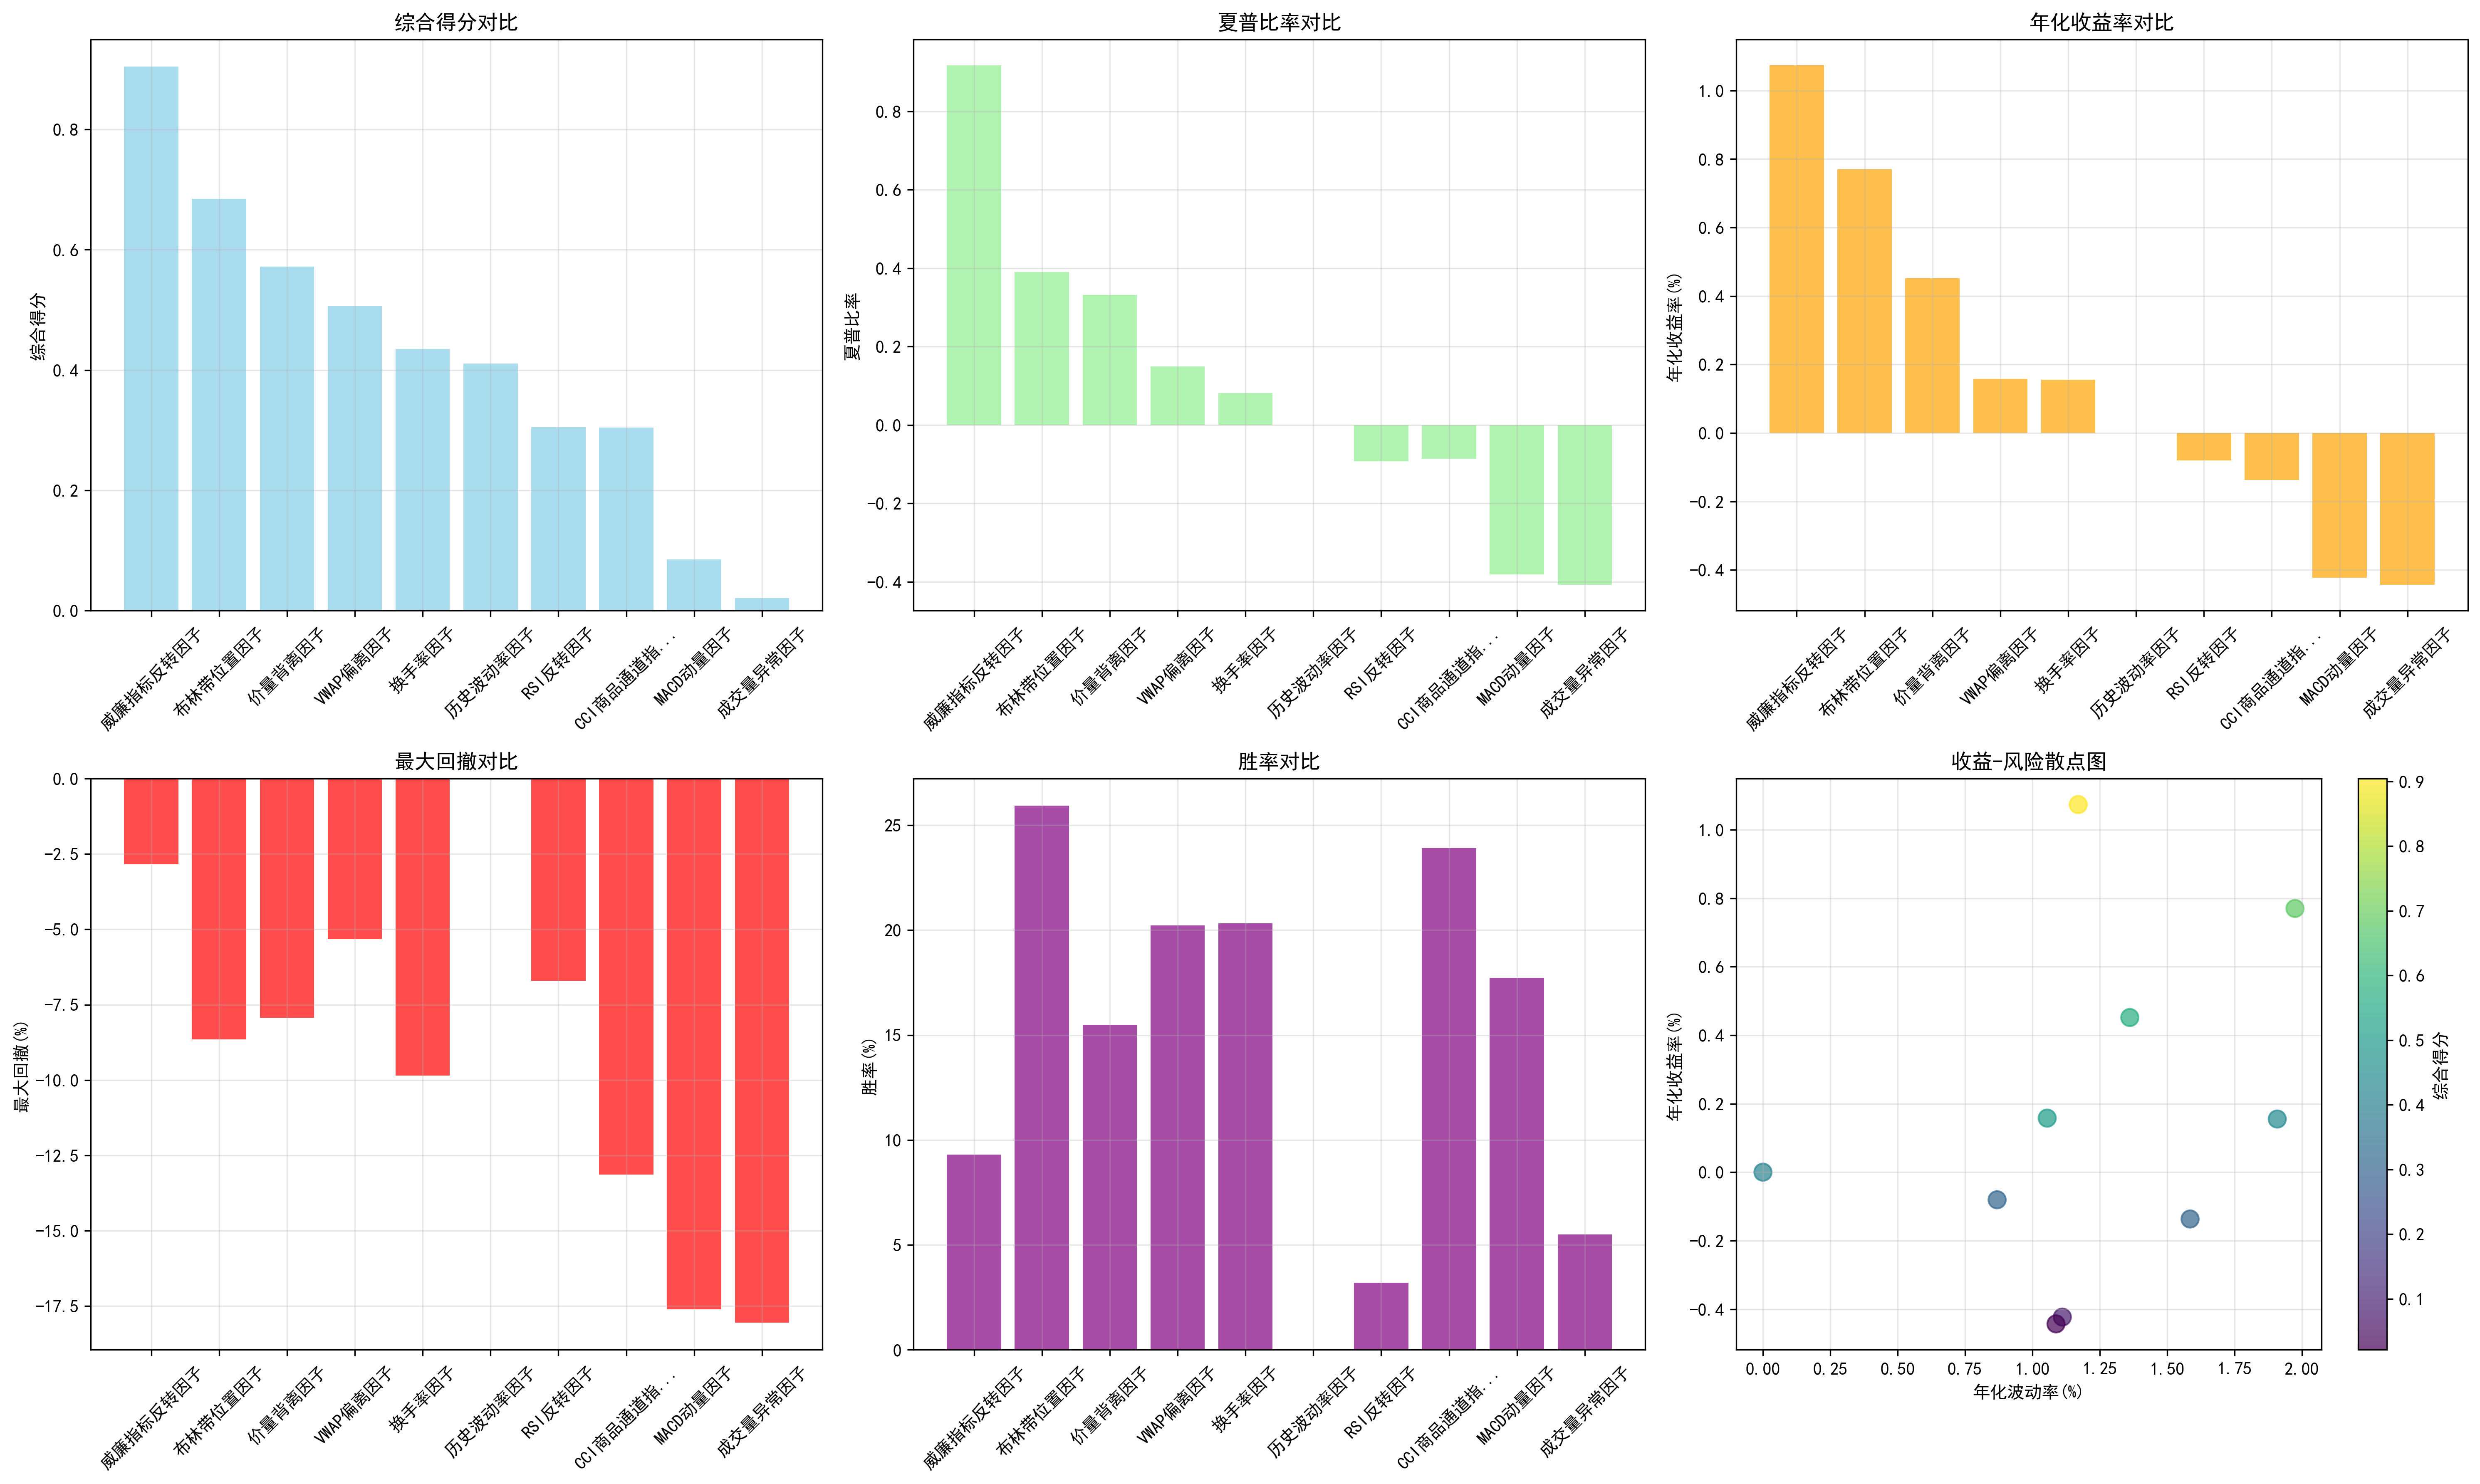 综合得分对比
综合得分
0.8
0.6
0.4
0.2
0.0
威廉指标反转因子
布林带位置因子
价量背离因子
VWAP偏离因子
换手率因子
历史波动率因子
RSI反转因子
CCI商品通道指...
MACD动量因子
成交量异常因子
夏普比率对比
夏普比率
0.8
0.6
0.4
0.2
0.0
−0.2
−0.4
威廉指标反转因子
布林带位置因子
价量背离因子
VWAP偏离因子
换手率因子
历史波动率因子
RSI反转因子
CCI商品通道指...
MACD动量因子
成交量异常因子
年化收益率对比
年化收益率(%)
1.0
0.8
0.6
0.4
0.2
0.0
−0.2
−0.4
威廉指标反转因子
布林带位置因子
价量背离因子
VWAP偏离因子
换手率因子
历史波动率因子
RSI反转因子
CCI商品通道指...
MACD动量因子
成交量异常因子
最大回撤对比
最大回撤(%)
0.0
−2.5
−5.0
−7.5
−10.0
−12.5
−15.0
−17.5
威廉指标反转因子
布林带位置因子
价量背离因子
VWAP偏离因子
换手率因子
历史波动率因子
RSI反转因子
CCI商品通道指...
MACD动量因子
成交量异常因子
胜率对比
胜率(%)
25
20
15
10
5
0
威廉指标反转因子
布林带位置因子
价量背离因子
VWAP偏离因子
换手率因子
历史波动率因子
RSI反转因子
CCI商品通道指...
MACD动量因子
成交量异常因子
收益−风险散点图
年化收益率(%)
1.0
0.8
0.6
0.4
0.2
0.0
−0.2
−0.4
0.00 0.25 0.50 0.75 1.00 1.25 1.50 1.75 2.00
年化波动率(%)
0.9
0.8
0.7
0.6
0.5
0.4
0.3
0.2
0.1
综合得分